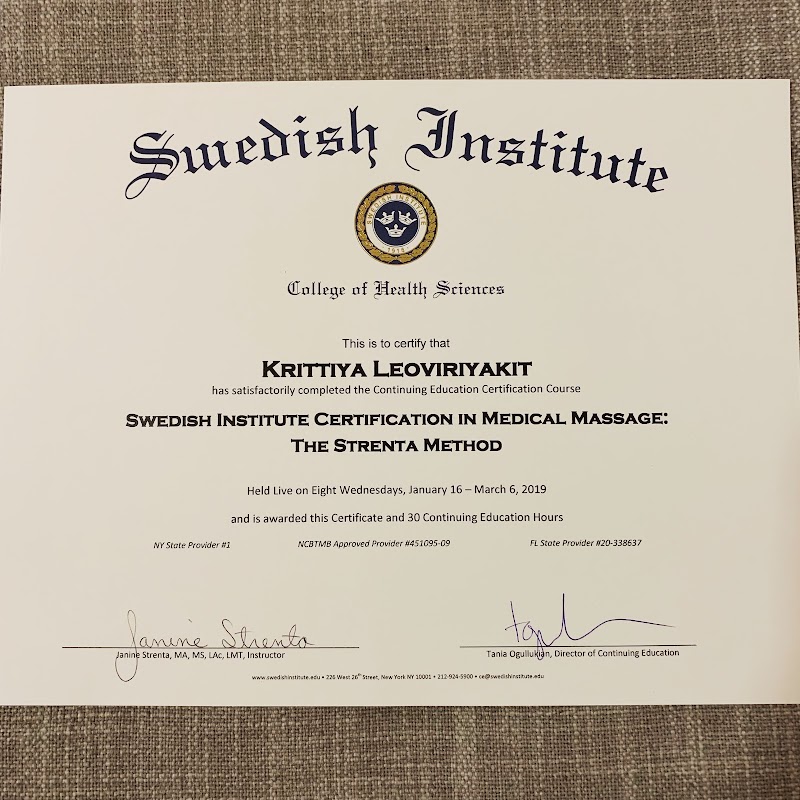 Swedish Institute
SWEDISH INSTITUTE
1916
College of Health Sciences
This is to certify that
KRITTIYA LEOVIRIYAKIT
has satisfactorily completed the Continuing Education Certification Course
SWEDISH INSTITUTE CERTIFICATION IN MEDICAL MASSAGE:
THE STRENTA METHOD
Held Live on Eight Wednesdays, January 16 – March 6, 2019
and is awarded this Certificate and 30 Continuing Education Hours
NY State Provider #1 NCBTMB Approved Provider #451095-09 FL State Provider #20-338637
Janine Strenta
Janine Strenta, MA, MS, LAc, LMT, Instructor Tania Ogullukian, Director of Continuing Education
www.swedishinstitute.edu • 226 West 26th Street, New York NY 10001 • 212-924-5900 • ce@swedishinstitute.edu